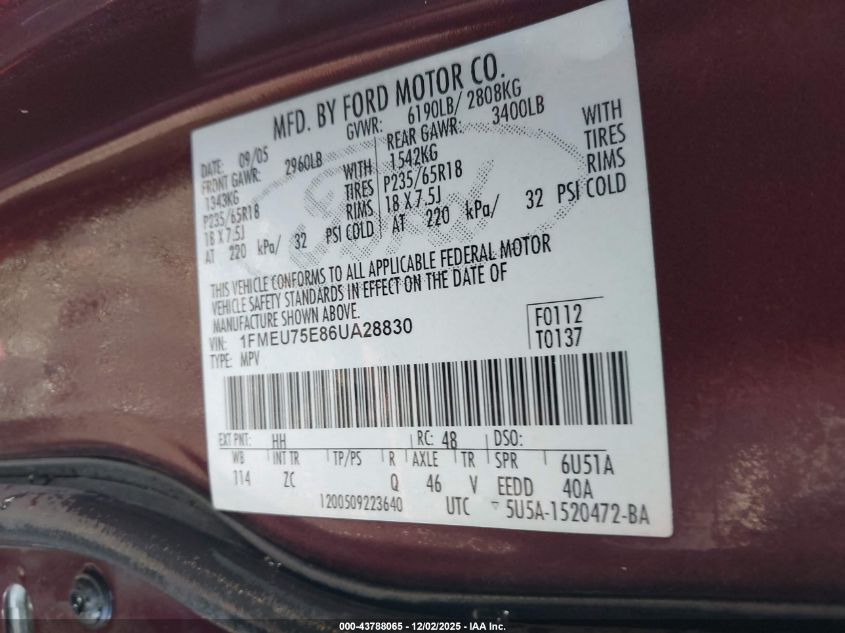 MFD. BY FORD MOTOR CO.
DATE: 09/05 GVWR: 6190LB/ 2808KG
FRONT GAWR: 2960LB REAR GAWR: 3400LB
1343KG WITH 1542KG WITH
P235/65R18 TIRES P235/65R18 TIRES
18 X 7.5J RIMS 18 X 7.5J RIMS
AT 220 kPa/ 32 PSI COLD AT 220 kPa/ 32 PSI COLD
THIS VEHICLE CONFORMS TO ALL APPLICABLE FEDERAL MOTOR
VEHICLE SAFETY STANDARDS IN EFFECT ON THE DATE OF
MANUFACTURE SHOWN ABOVE.
VIN: 1FMEU75E86UA28830 F0112
TYPE: MPV T0137
EXT PNT: HH RC: 48 DSO:
WB INT TR TP/PS R AXLE TR SPR 6U51A
114 ZC Q 46 V EEDD 40A
1200509223640 UTC 5U5A-1520472-BA
120-43788065 - 12/02/2025 - IAA Inc.